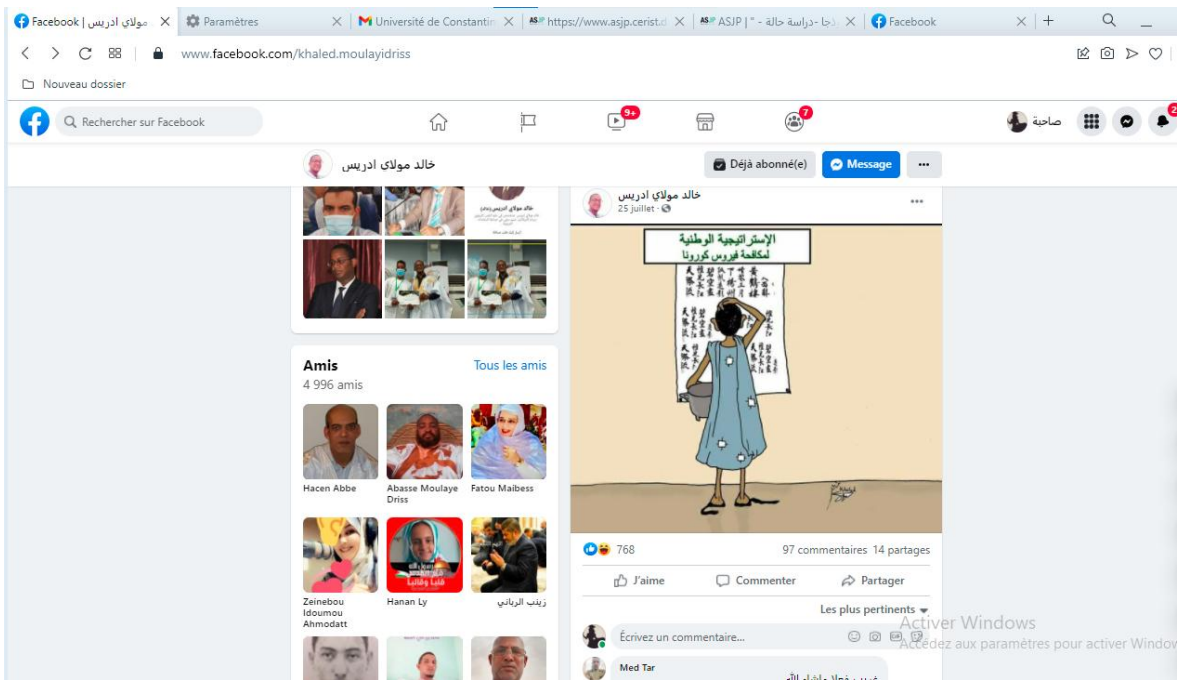 Facebook | مولاي ادريس
Paramètres
Université de Constantin
https://www.asjp.cerist.d
ASJP | " - ذجا -دراسة حالة
Facebook
www.facebook.com/khaled.moulayidriss
Nouveau dossier
Rechercher sur Facebook
9+
7
صاحبة
2
خالد مولاي ادريس
Déjà abonné(e)
Message
خالد مولاي ادريس
25 juillet
الإستراتيجية الوطنية
لمكافحة فيروس كورونا
Amis
Tous les amis
4 996 amis
Hacen Abbe
Abasse Moulaye Driss
Fatou Maibess
Zeinebou Idoumou Ahmodatt
Hanan Ly
زينب الرباني
768
97 commentaires 14 partages
J'aime
Commenter
Partager
Les plus pertinents
Écrivez un commentaire...
Med Tar
Activer Windows
Accédez aux paramètres pour activer Window